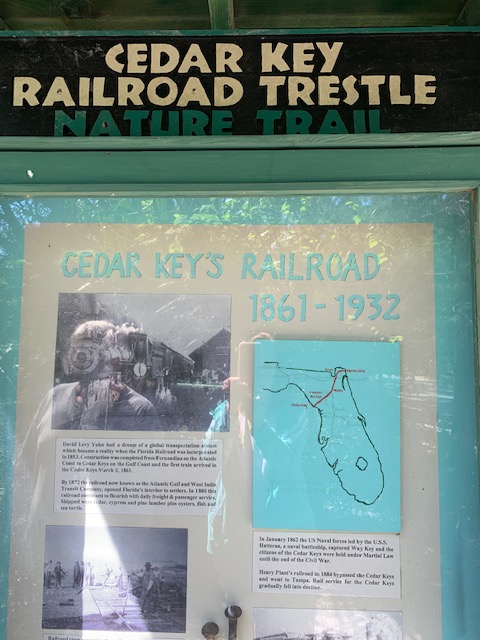 CEDAR KEY
RAILROAD TRESTLE
NATURE TRAIL
CEDAR KEY'S RAILROAD
1861-1932
David Levy Yulee had a dream of a global transportation
which became a reality when the Florida Railroad was incorporated
in 1853. Construction was completed from Fernandina on the Atlantic
Coast to Cedar Keys on the Gulf Coast and the first train arrived in
the Cedar Keys March 1, 1861.
By 1872 the railroad now known as the Atlantic Gulf and West India
Transit Company, opened Florida's interior to settlers. In 1880 this
railroad continued to flourish with daily freight & passenger service.
Shipped were cedar, cypress and pine lumber plus oysters, fish and
sea turtle.
In January 1862 the US Naval forces led by the U.S.S.
Hatteras, a naval battleship, captured Way Key and the
citizens of the Cedar Keys were held under Martial Law
until the end of the Civil War.
Henry Plant's railroad in 1884 bypassed the Cedar Keys
and went to Tampa. Rail service for the Cedar Keys
gradually fell into decline.